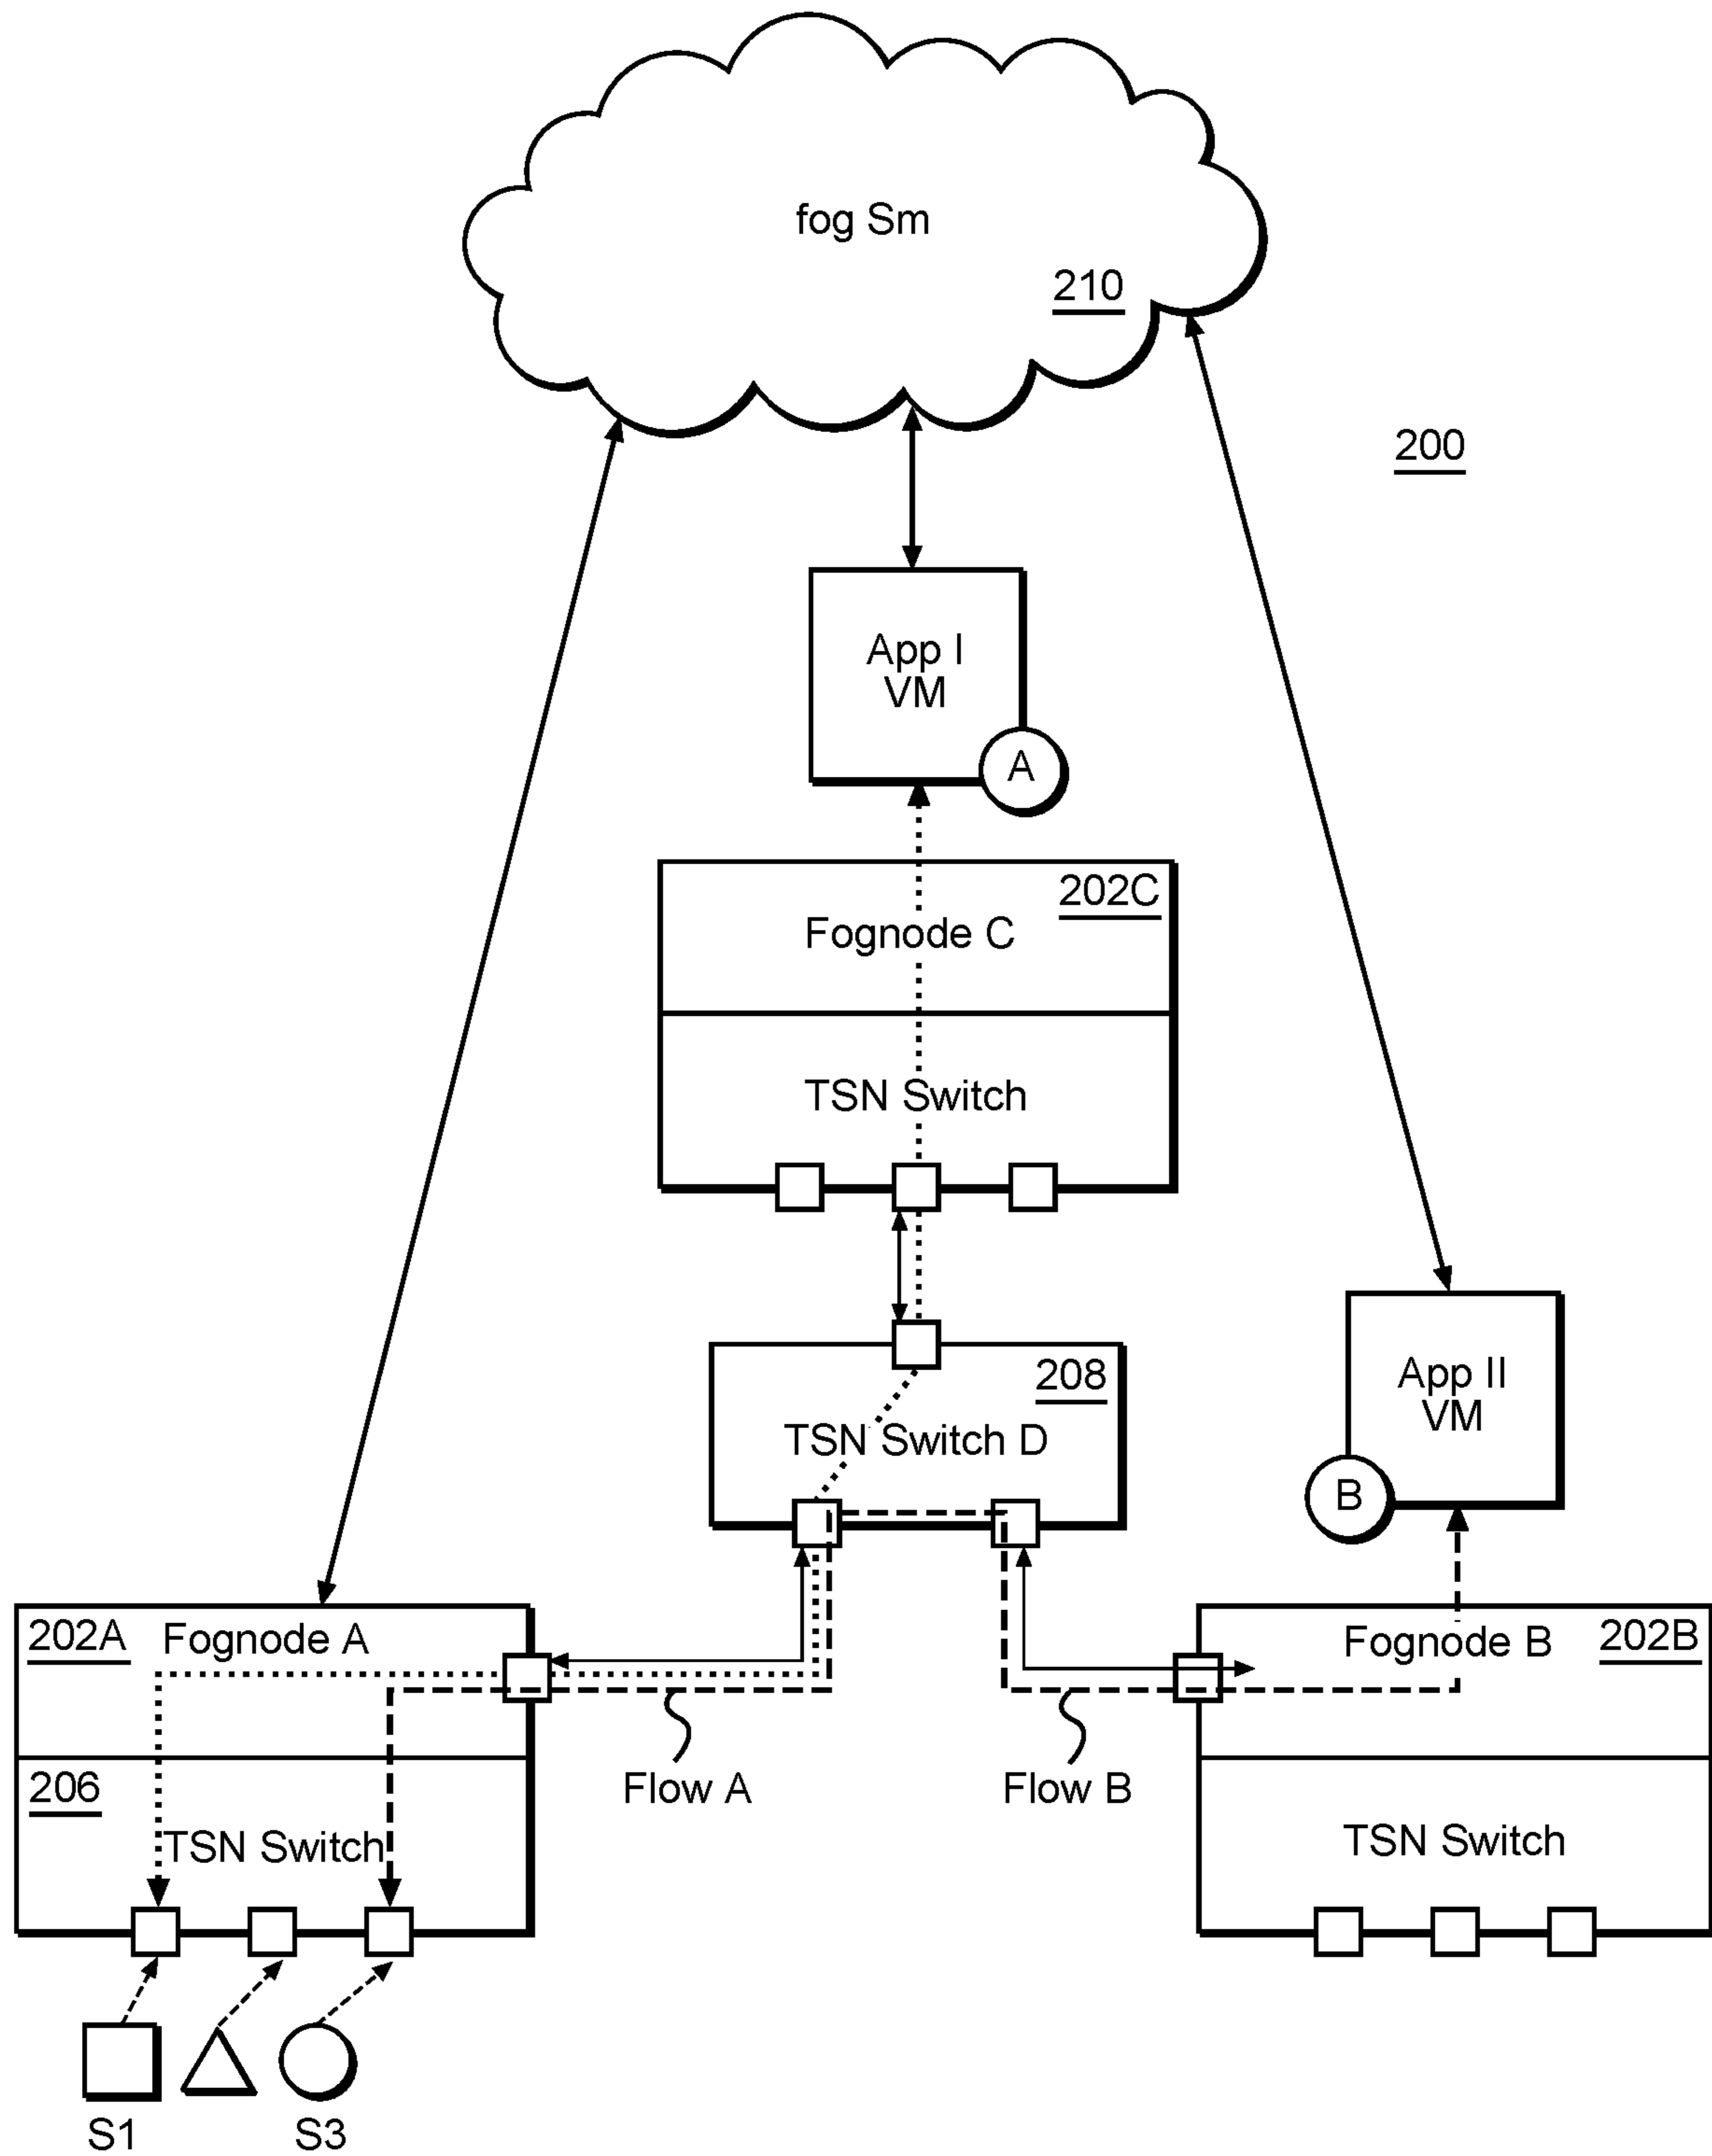 fog Sm
210
200
App I
VM
A
202C
Fognode C
TSN Switch
208
TSN Switch D
App II
VM
B
202A
Fognode A
Fognode B
202B
206
Flow A
Flow B
TSN Switch
TSN Switch
S1
S3